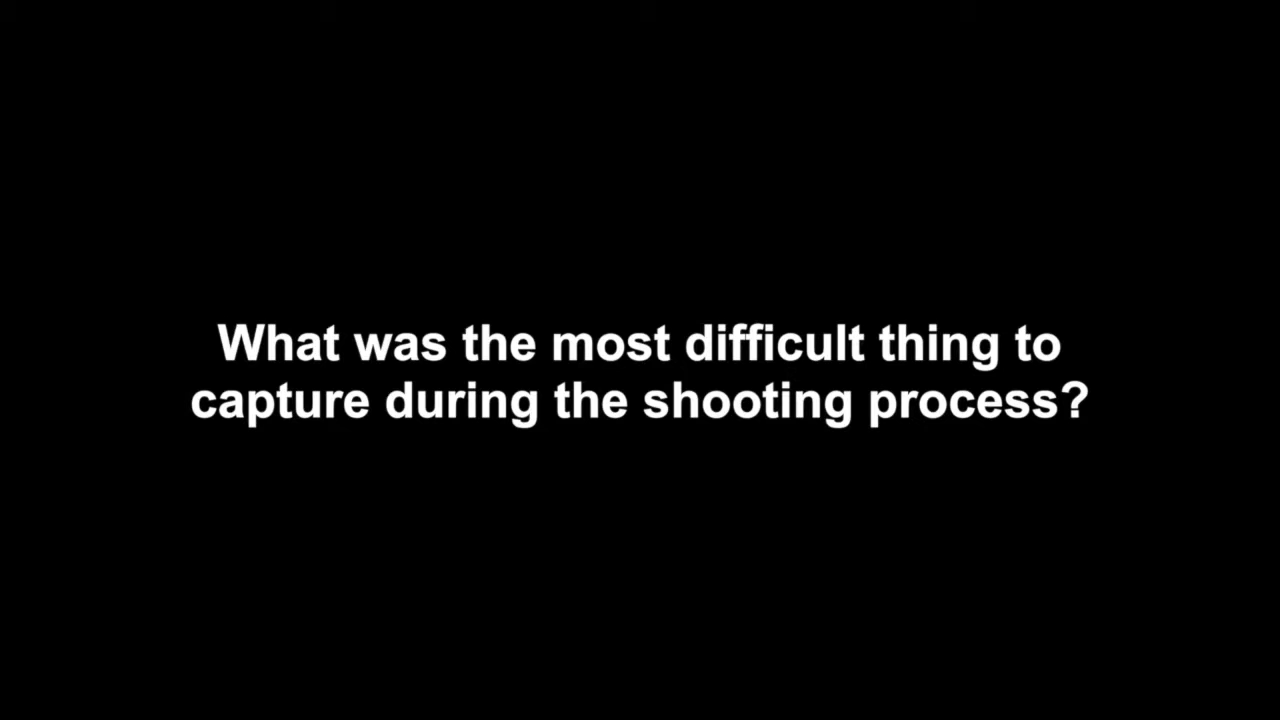 What was the most difficult thing to
capture during the shooting process?